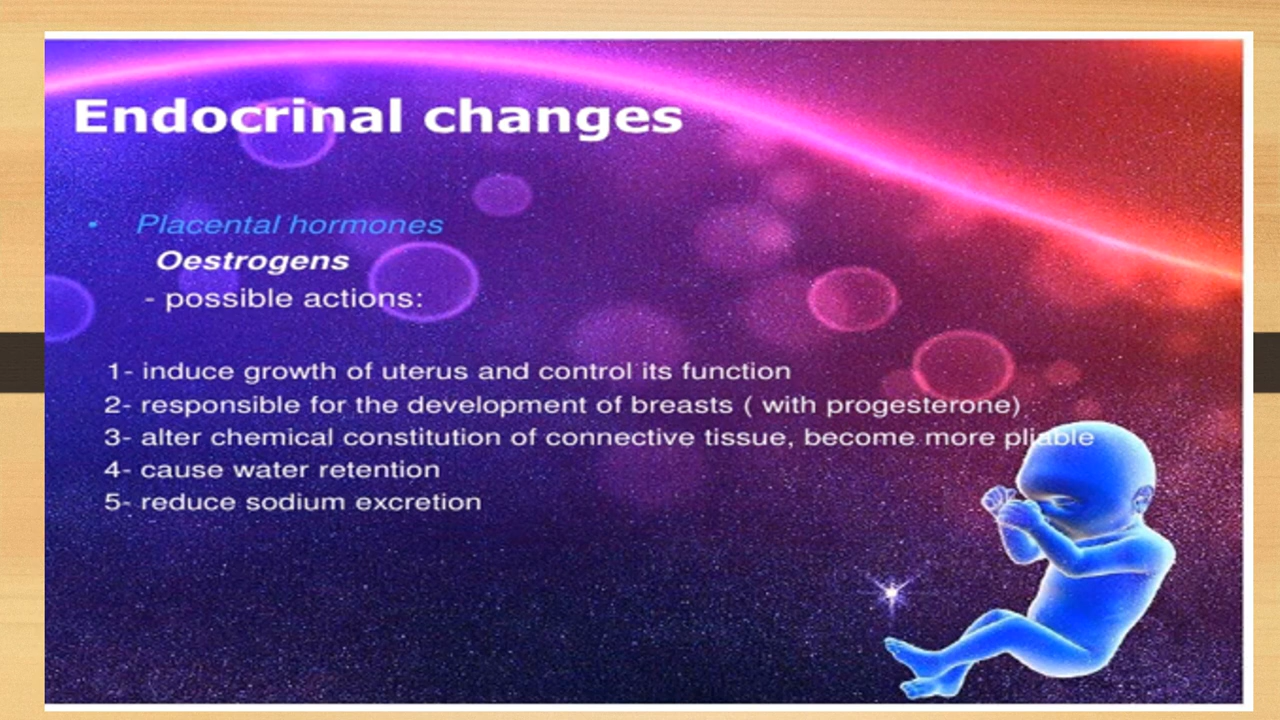 Endocrinal changes
• Placental hormones
Oestrogens
- possible actions:
1- induce growth of uterus and control its function
2- responsible for the development of breasts ( with progesterone)
3- alter chemical constitution of connective tissue, become more pliable
4- cause water retention
5- reduce sodium excretion